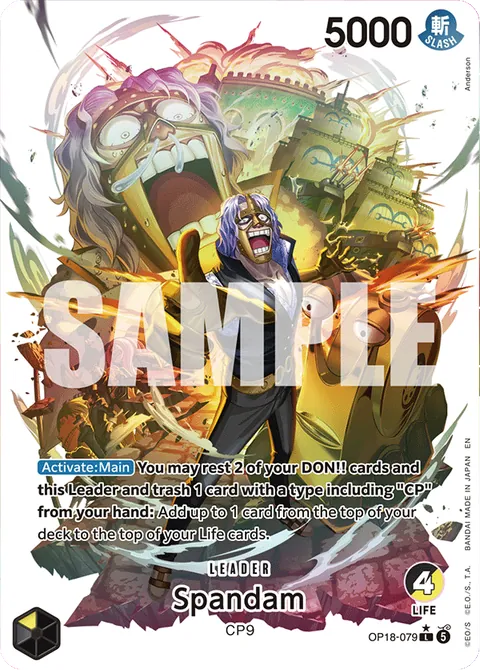 5000
斬
SLASH
Anderson
SAMPLE
Activate:Main You may rest 2 of your DON!! cards and
this Leader and trash 1 card with a type including "CP"
from your hand: Add up to 1 card from the top of your
deck to the top of your Life cards.
LEADER
Spandam
CP9
4
LIFE
OP18-079 L 5
©E.O./S., T.A. BANDAI MADE IN JAPAN EN
©EO/S